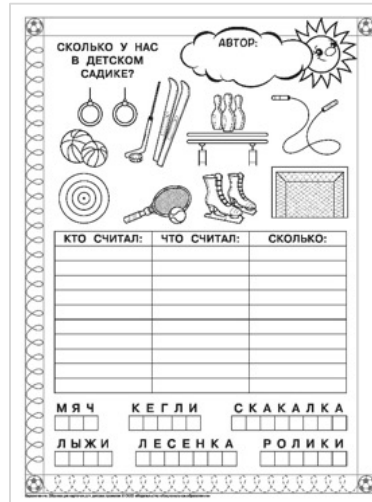 СКОЛЬКО У НАС
В ДЕТСКОМ
САДИКЕ?
АВТОР:
КТО СЧИТАЛ: ЧТО СЧИТАЛ: СКОЛЬКО:
МЯЧ КЕГЛИ СКАКАЛКА
ЛЫЖИ ЛЕСЕНКА РОЛИКИ